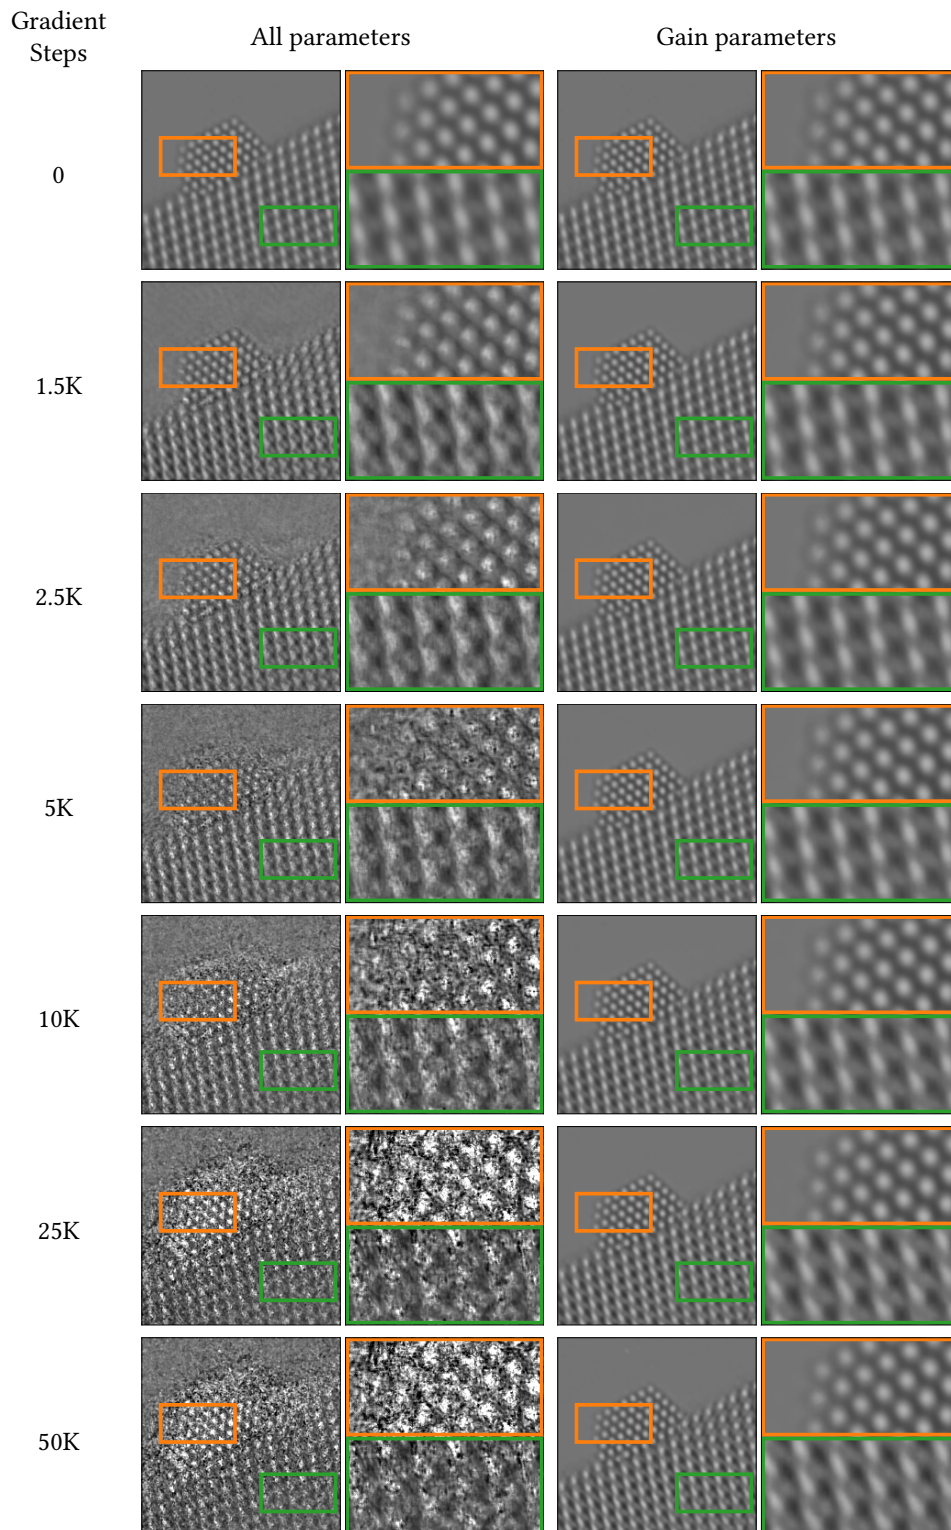 Gradient
Steps
All parameters
Gain parameters
0
1.5K
2.5K
5K
10K
25K
50K